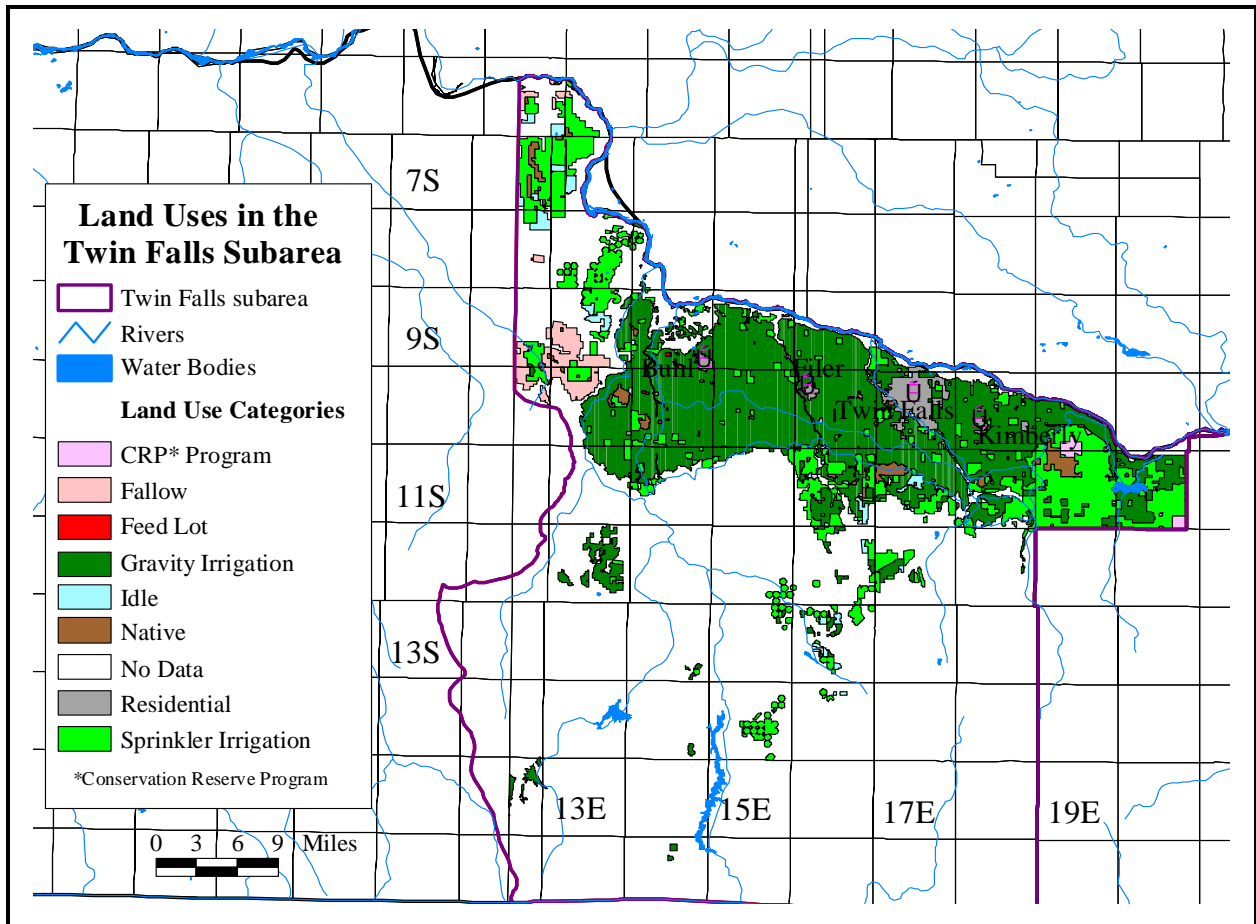 Land Uses in the
Twin Falls Subarea
Twin Falls subarea
Rivers
Water Bodies
Land Use Categories
CRP* Program
Fallow
Feed Lot
Gravity Irrigation
Idle
Native
No Data
Residential
Sprinkler Irrigation
*Conservation Reserve Program
0 3 6 9 Miles
7S
9S
11S
13S
Buhl
Filer
Twin Falls
Kimberly
13E 15E 17E 19E